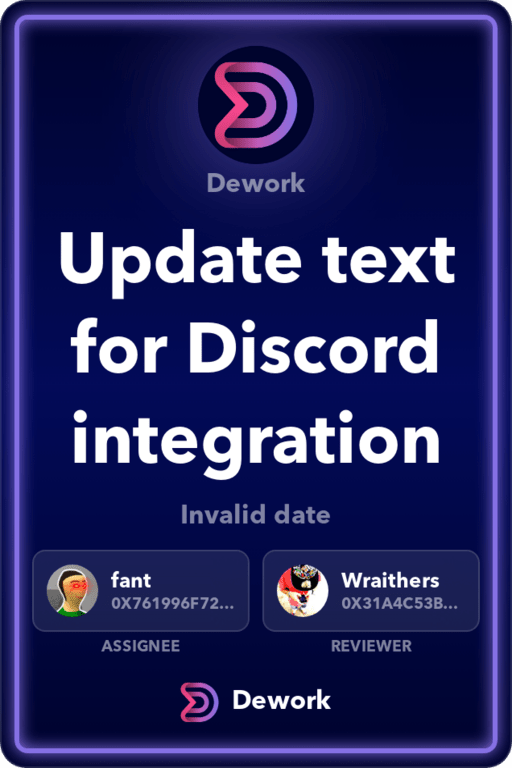 Dework
Update text
for Discord
integration
Invalid date
fant
0X761996F72...
ASSIGNEE
Wraithers
0X31A4C53B...
REVIEWER
Dework